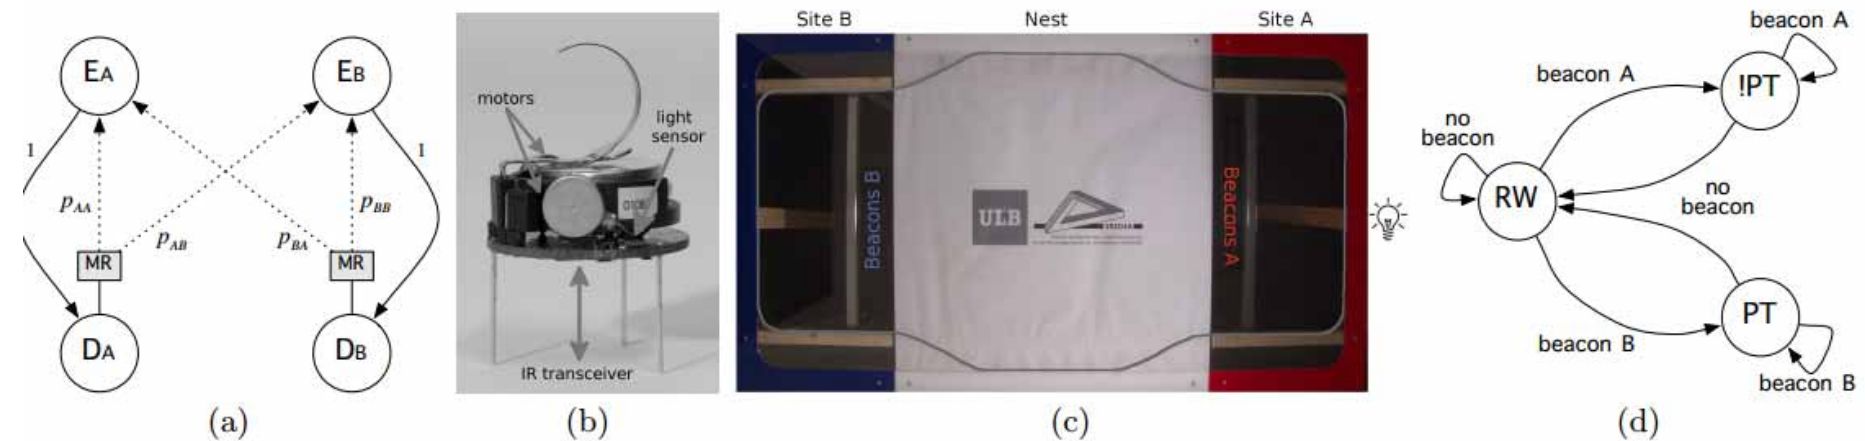 EA
EB
1
1
pAA
pAB
pBA
pBB
MR
MR
DA
DB
(a)
motors
light
sensor
IR transceiver
(b)
Site B
Nest
Site A
Beacons B
ULB
IRIDIA
Beacons A
(c)
beacon A
beacon A
!PT
no
beacon
RW
no
beacon
PT
beacon B
beacon B
(d)